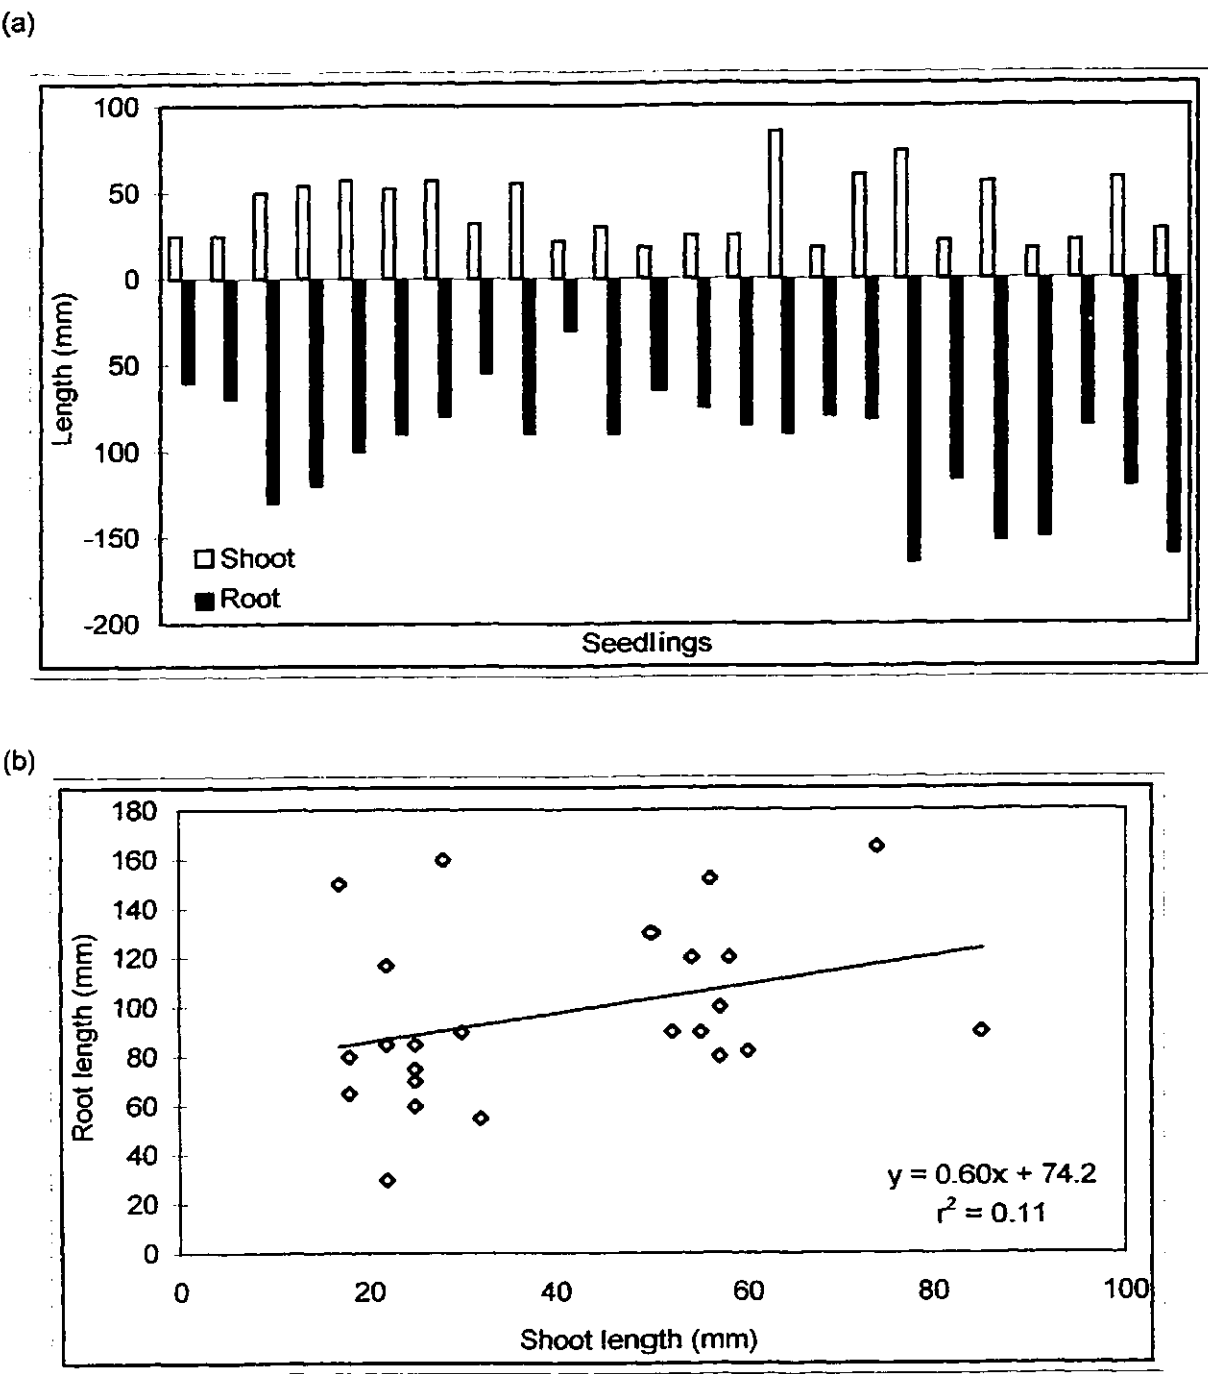 (a)
100
50
0
50
100
-150
-200
Length (mm)
Shoot
Root
Seedlings
(b)
180
160
140
120
100
80
60
40
20
0
Root length (mm)
y = 0.60x + 74.2
r² = 0.11
0 20 40 60 80 100
Shoot length (mm)